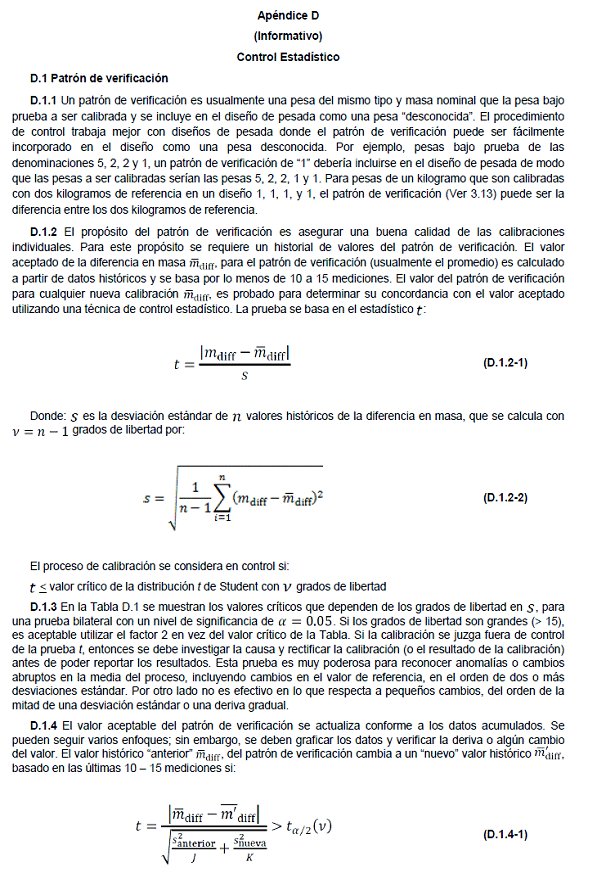 Apéndice D
(Informativo)
Control Estadístico
D.1 Patrón de verificación
D.1.1 Un patrón de verificación es usualmente una pesa del mismo tipo y masa nominal que la pesa bajo
prueba a ser calibrada y se incluye en el diseño de pesada como una pesa “desconocida”. El procedimiento
de control trabaja mejor con diseños de pesada donde el patrón de verificación puede ser fácilmente
incorporado en el diseño como una pesa desconocida. Por ejemplo, pesas bajo prueba de las
denominaciones 5, 2, 2 y 1, un patrón de verificación de “1” debería incluirse en el diseño de pesada de modo
que las pesas a ser calibradas serían las pesas 5, 2, 2, 1 y 1. Para pesas de un kilogramo que son calibradas
con dos kilogramos de referencia en un diseño 1, 1, 1, y 1, el patrón de verificación (Ver 3.13) puede ser la
diferencia entre los dos kilogramos de referencia.
D.1.2 El propósito del patrón de verificación es asegurar una buena calidad de las calibraciones
individuales. Para este propósito se requiere un historial de valores del patrón de verificación. El valor
aceptado de la diferencia en masa m̅diff, para el patrón de verificación (usualmente el promedio) es calculado
a partir de datos históricos y se basa por lo menos de 10 a 15 mediciones. El valor del patrón de verificación
para cualquier nueva calibración m̅diff, es probado para determinar su concordancia con el valor aceptado
utilizando una técnica de control estadístico. La prueba se basa en el estadístico t:
t = |mdiff − m̅diff| / s (D.1.2-1)
Donde: s es la desviación estándar de n valores históricos de la diferencia en masa, que se calcula con
ν = n − 1 grados de libertad por:
s = √(1/(n−1) ∑ i=1 n (mdiff − m̅diff)²) (D.1.2-2)
El proceso de calibración se considera en control si:
t ≤ valor crítico de la distribución t de Student con ν grados de libertad
D.1.3 En la Tabla D.1 se muestran los valores críticos que dependen de los grados de libertad en s, para
una prueba bilateral con un nivel de significancia de α = 0.05. Si los grados de libertad son grandes (> 15),
es aceptable utilizar el factor 2 en vez del valor crítico de la Tabla. Si la calibración se juzga fuera de control
de la prueba t, entonces se debe investigar la causa y rectificar la calibración (o el resultado de la calibración)
antes de poder reportar los resultados. Esta prueba es muy poderosa para reconocer anomalías o cambios
abruptos en la media del proceso, incluyendo cambios en el valor de referencia, en el orden de dos o más
desviaciones estándar. Por otro lado no es efectivo en lo que respecta a pequeños cambios, del orden de la
mitad de una desviación estándar o una deriva gradual.
D.1.4 El valor aceptable del patrón de verificación se actualiza conforme a los datos acumulados. Se
pueden seguir varios enfoques; sin embargo, se deben graficar los datos y verificar la deriva o algún cambio
del valor. El valor histórico “anterior” m̅diff, del patrón de verificación cambia a un “nuevo” valor histórico m̅′diff,
basado en las últimas 10 – 15 mediciones si:
t = |m̅diff − m̅′diff| / √(s²anterior/J + s²nueva/K) > tα/2(ν) (D.1.4-1)